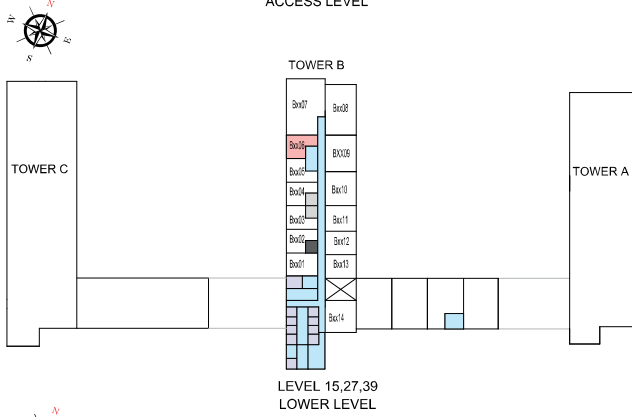 ACCESS LEVEL
N
W
E
S
TOWER B
Bxx07
Bxx08
Bxx06
BXX09
TOWER C
Bxx05
TOWER A
Bxx04
Bxx10
Bxx03
Bxx11
Bxx02
Bxx12
Bxx01
Bxx13
Bxx14
LEVEL 15,27,39
LOWER LEVEL
N